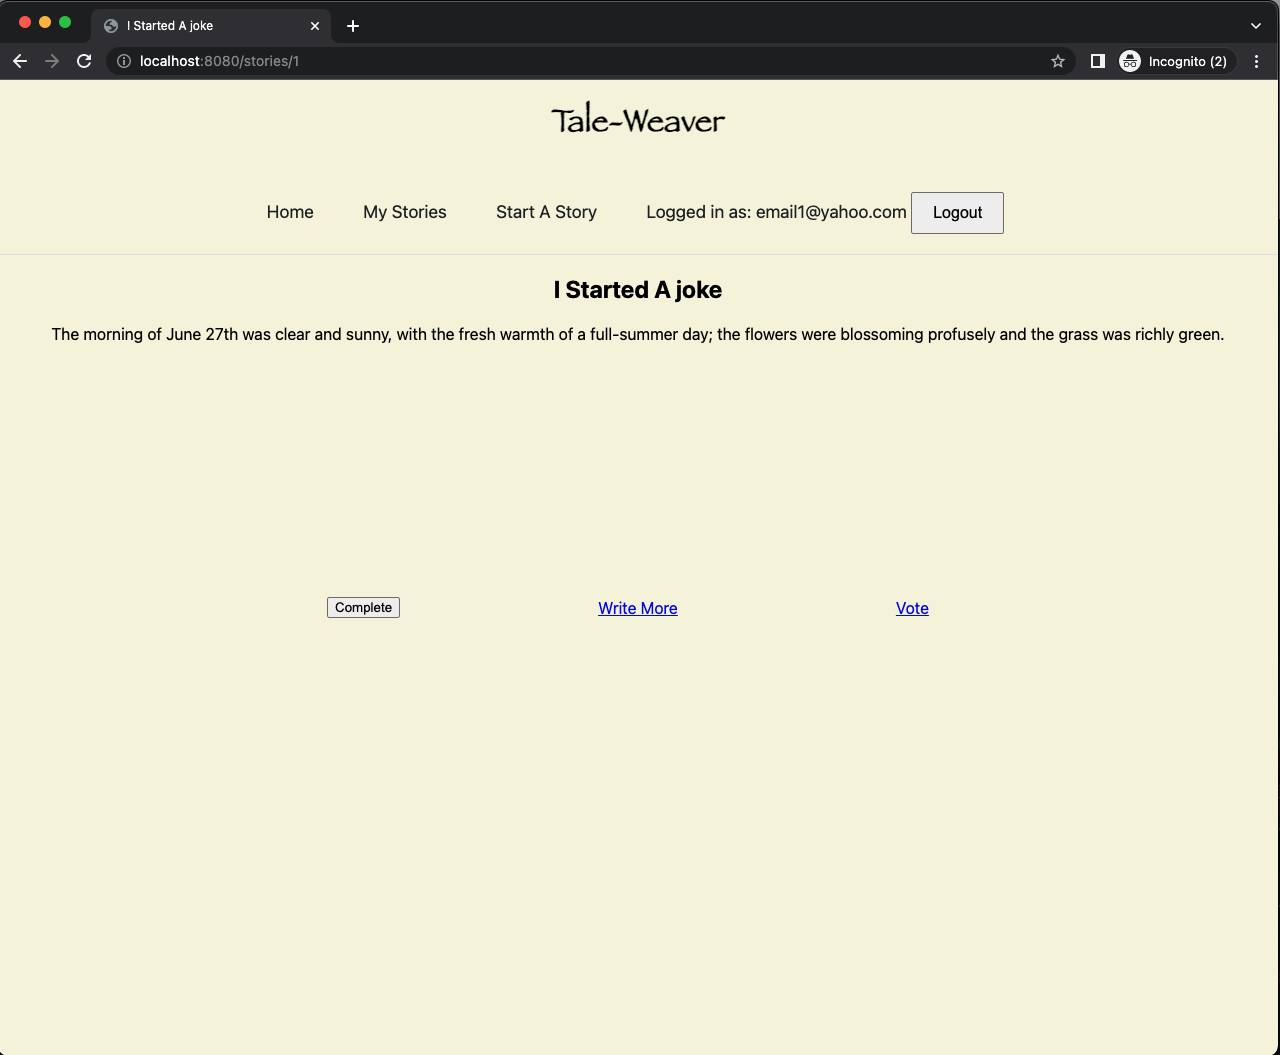 I Started A joke
localhost:8080/stories/1
Incognito (2)
Tale-Weaver
Home My Stories Start A Story Logged in as: email1@yahoo.com Logout
I Started A joke
The morning of June 27th was clear and sunny, with the fresh warmth of a full-summer day; the flowers were blossoming profusely and the grass was richly green.
Complete Write More Vote